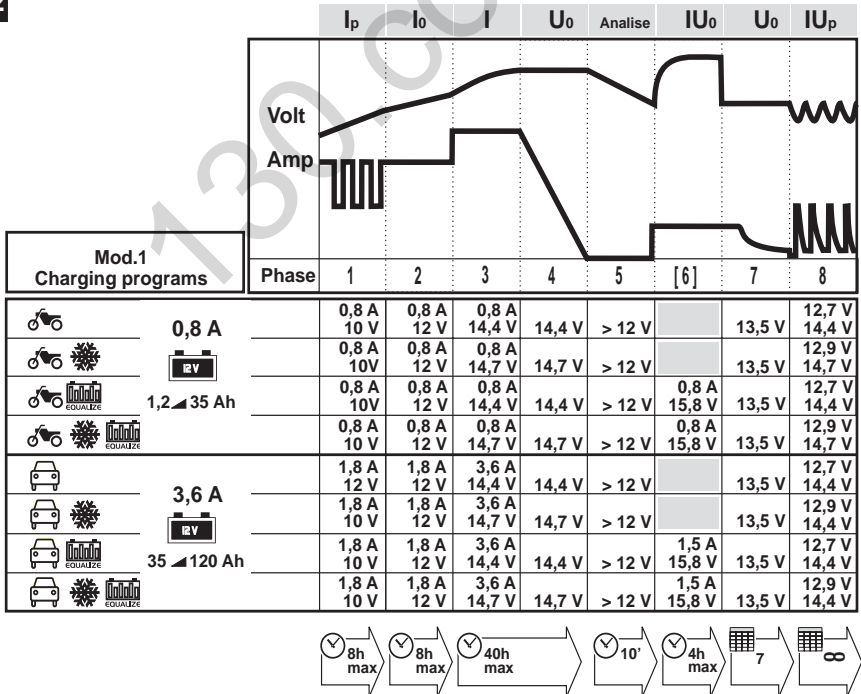 Ip I0 I U0 Analise IU0 U0 IUp
Volt
Amp
Mod.1
Charging programs
Phase 1 2 3 4 5 [6] 7 8
0,8 A
12V
1,2 35 Ah
0,8 A 0,8 A 0,8 A 12,7 V
10 V 12 V 14,4 V 14,4 V > 12 V 13,5 V 14,4 V
0,8 A 0,8 A 0,8 A 12,9 V
10V 12 V 14,7 V 14,7 V > 12 V 13,5 V 14,7 V
EQUALIZE
0,8 A 0,8 A 0,8 A 0,8 A 12,7 V
10V 12 V 14,4 V 14,4 V > 12 V 15,8 V 13,5 V 14,4 V
EQUALIZE
0,8 A 0,8 A 0,8 A 0,8 A 12,9 V
10 V 12 V 14,7 V 14,7 V > 12 V 15,8 V 13,5 V 14,7 V
3,6 A
12V
35 120 Ah
1,8 A 1,8 A 3,6 A 12,7 V
12 V 12 V 14,4 V 14,4 V > 12 V 13,5 V 14,4 V
1,8 A 1,8 A 3,6 A 12,9 V
10 V 12 V 14,7 V 14,7 V > 12 V 13,5 V 14,4 V
EQUALIZE
1,8 A 1,8 A 3,6 A 1,5 A 12,7 V
10 V 12 V 14,4 V 14,4 V > 12 V 15,8 V 13,5 V 14,4 V
EQUALIZE
1,8 A 1,8 A 3,6 A 1,5 A 12,9 V
10 V 12 V 14,7 V 14,7 V > 12 V 15,8 V 13,5 V 14,4 V
8h max
8h max
40h max
10'
4h max
7
∞
130.co